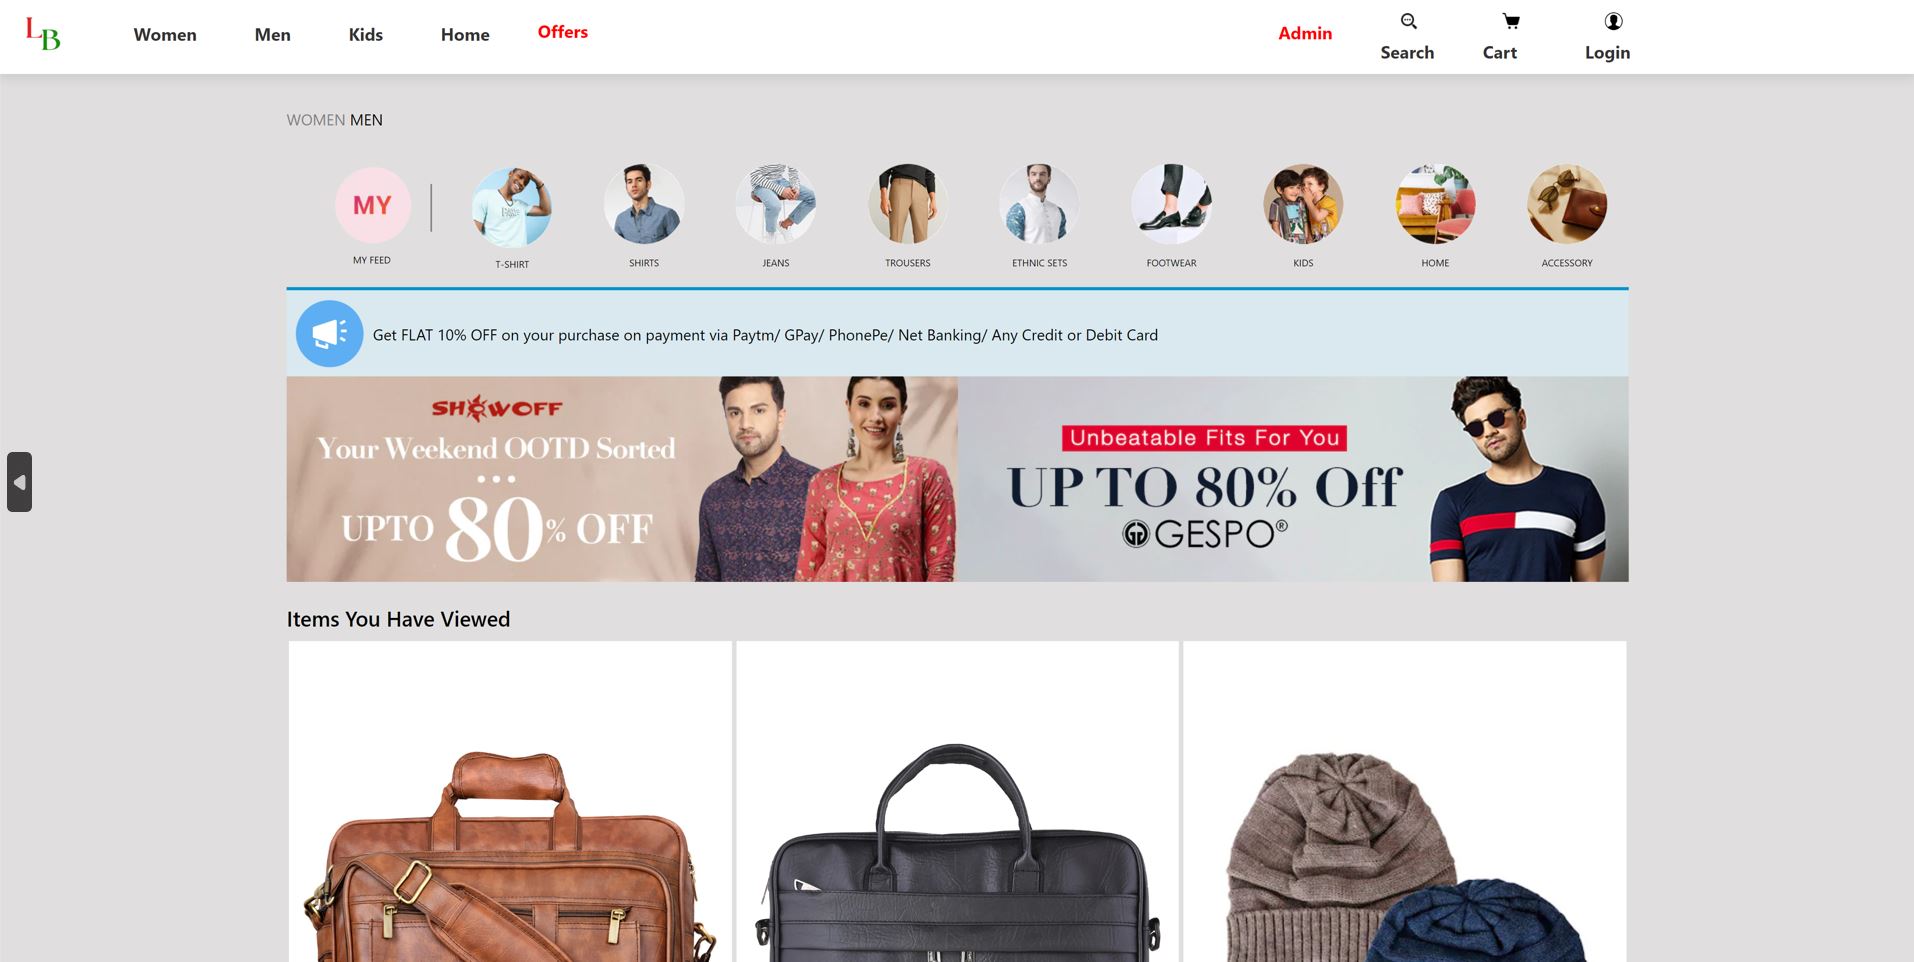 LB
Women Men Kids Home Offers Admin Search Cart Login
WOMEN MEN
MY
MY FEED T-SHIRT SHIRTS JEANS TROUSERS ETHNIC SETS FOOTWEAR KIDS HOME ACCESSORY
Get FLAT 10% OFF on your purchase on payment via Paytm/ GPay/ PhonePe/ Net Banking/ Any Credit or Debit Card
SHOWOFF
Your Weekend OOTD Sorted
UPTO 80% OFF
Unbeatable Fits For You
UP TO 80% Off
GESPO®
Items You Have Viewed